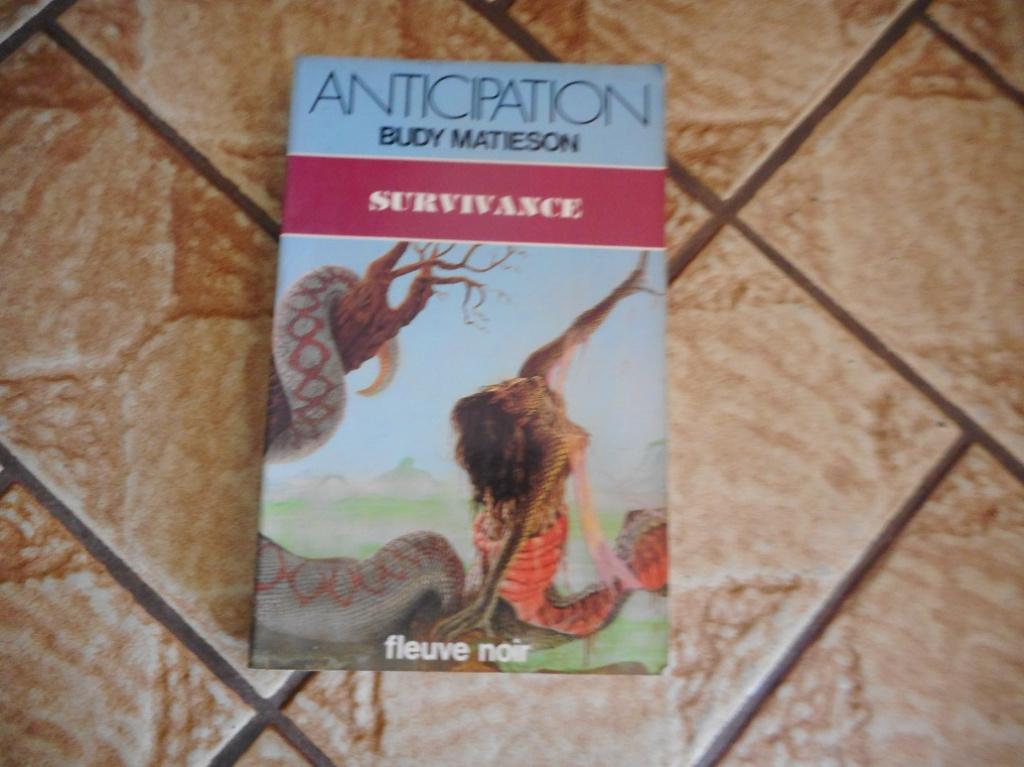 ANTICIPATION
BUDY MATIESON
SURVIVANCE
fleuve noir